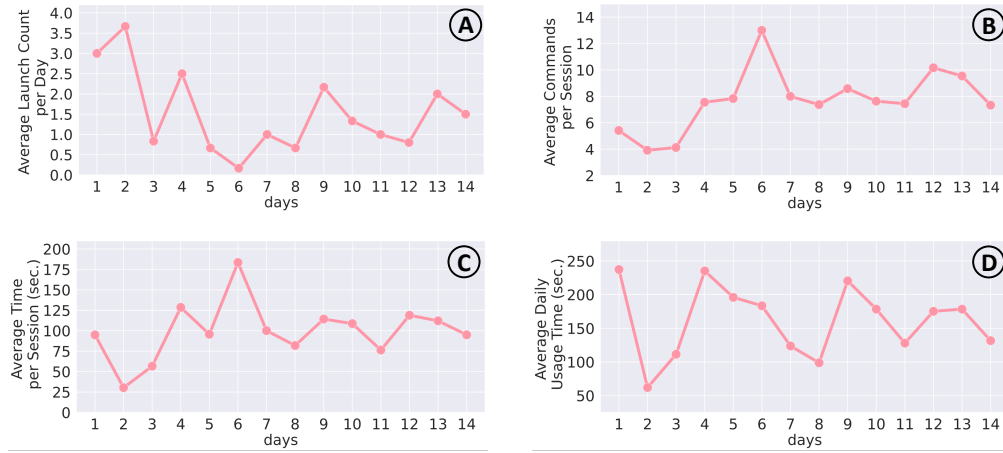 A
Average Launch Count
per Day
4.0
3.5
3.0
2.5
2.0
1.5
1.0
0.5
0.0
1 2 3 4 5 6 7 8 9 10 11 12 13 14
days
B
Average Commands
per Session
14
12
10
8
6
4
2
1 2 3 4 5 6 7 8 9 10 11 12 13 14
days
C
Average Time
per Session (sec.)
200
175
150
125
100
75
50
25
0
1 2 3 4 5 6 7 8 9 10 11 12 13 14
days
D
Average Daily
Usage Time (sec.)
250
200
150
100
50
1 2 3 4 5 6 7 8 9 10 11 12 13 14
days